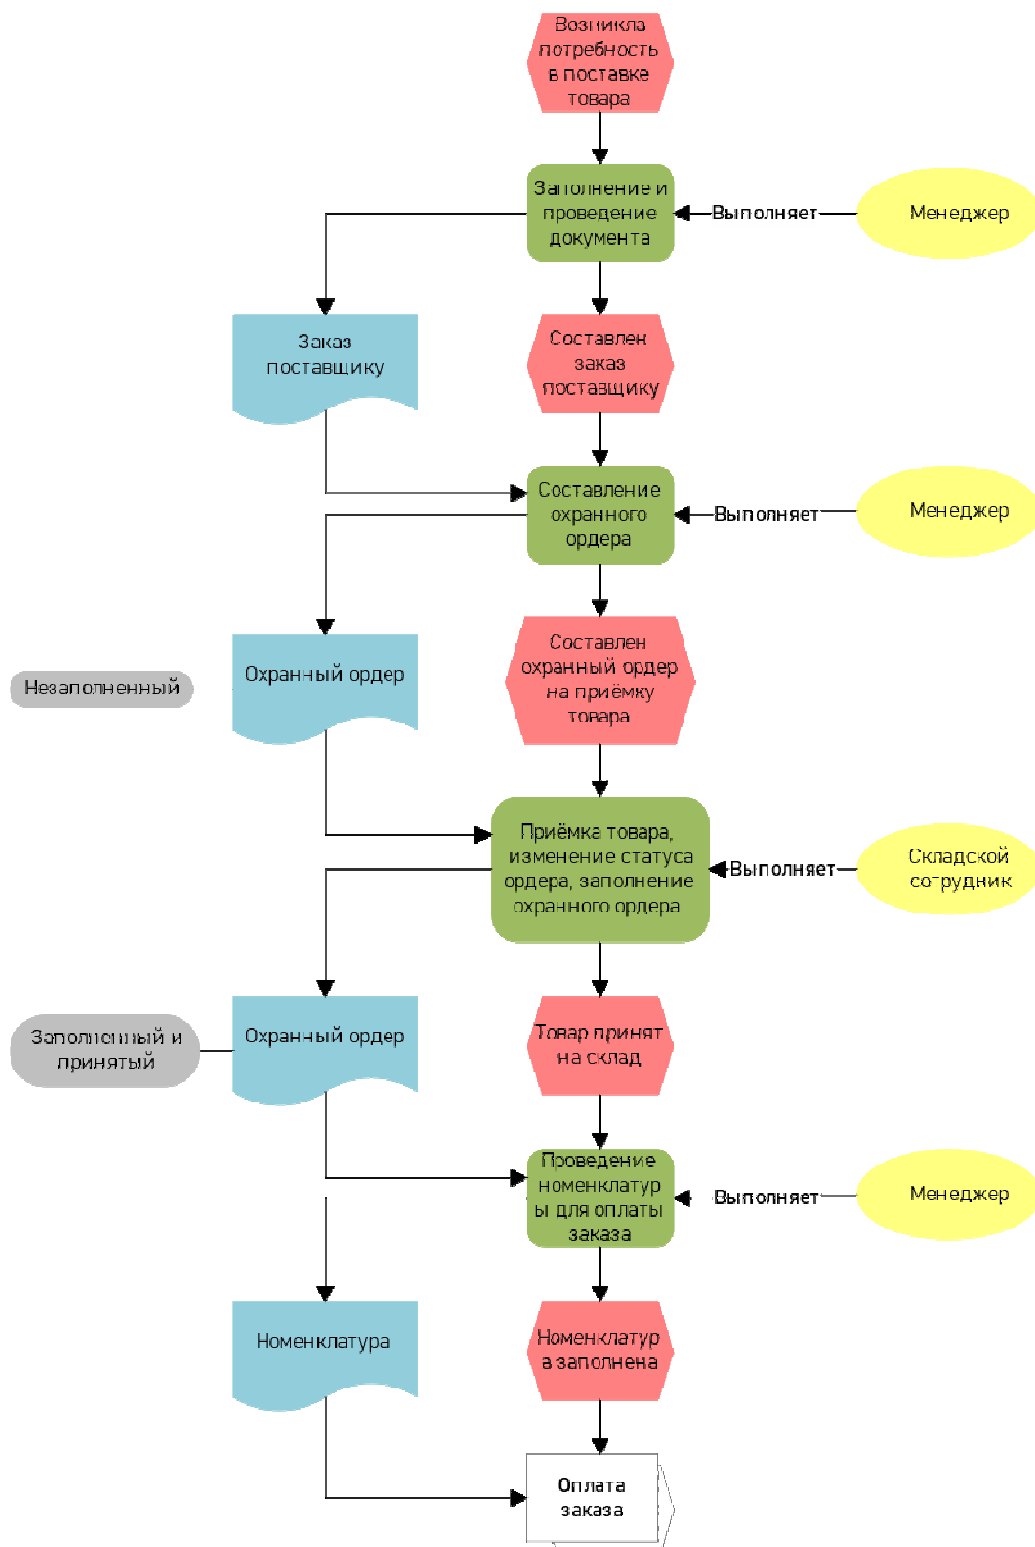 Возникла
потребность
в поставке
товара
Заполнение и
проведение
документа
Выполняет
Менеджер
Заказ
поставщику
Составлен
заказ
поставщику
Составление
охранного
ордера
Выполняет
Менеджер
Незаполненный
Охранный ордер
Составлен
охранный ордер
на приёмку
товара
Приёмка товара,
изменение статуса
ордера, заполнение
охранного ордера
Выполняет
Складской
сотрудник
Заполненный и
принятый
Охранный ордер
Товар принят
на склад
Проведение
номенклатур
ы для оплаты
заказа
Выполняет
Менеджер
Номенклатура
Номенклатур
а заполнена
Оплата
заказа